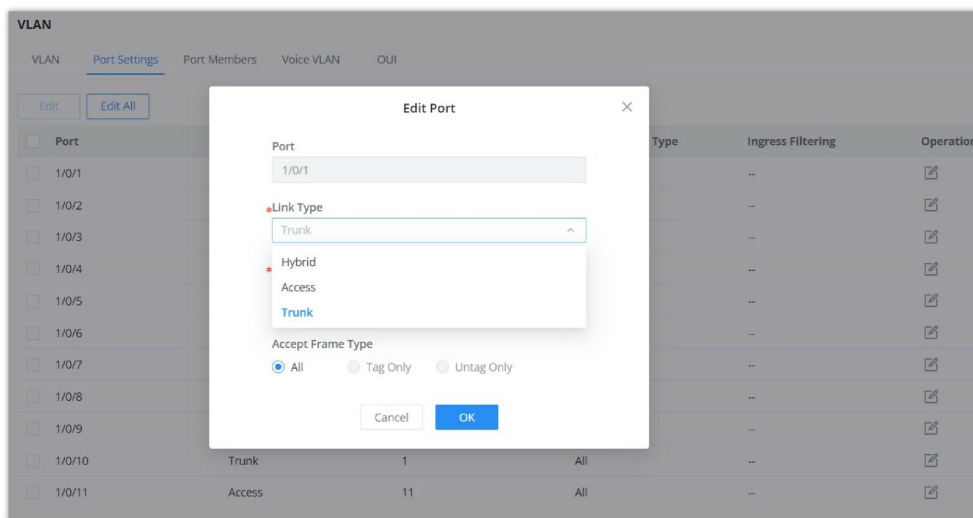 VLAN
VLAN Port Settings Port Members Voice VLAN OUI
Edit Edit All
Edit Port
Port Type Ingress Filtering Operation
Port
1/0/1
1/0/1 --
*Link Type
1/0/2 --
Trunk
1/0/3 --
Hybrid
1/0/4 * --
Access
1/0/5 --
Trunk
1/0/6 --
Accept Frame Type
1/0/7 --
All Tag Only Untag Only
1/0/8 --
Cancel OK
1/0/9 --
1/0/10 Trunk 1 All --
1/0/11 Access 11 All --